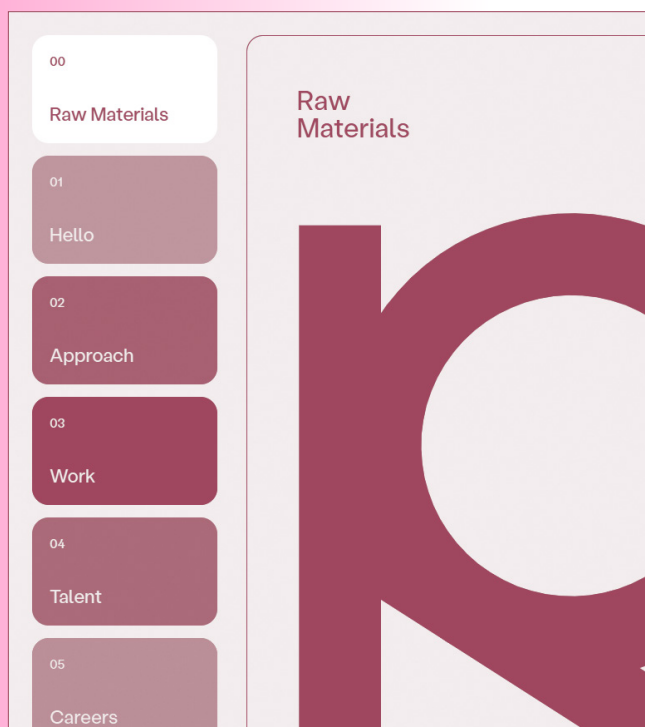 00
Raw Materials
01
Hello
02
Approach
03
Work
04
Talent
05
Careers
Raw
Materials